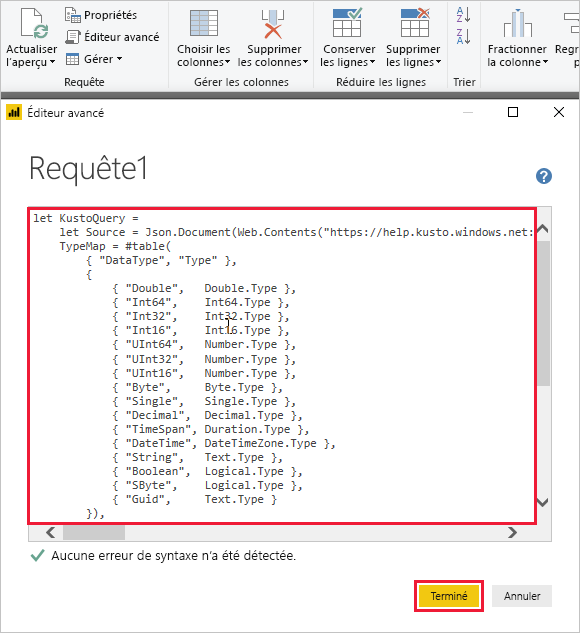 Actualiser l'aperçu
Propriétés
Éditeur avancé
Gérer
Requête
Choisir les colonnes
Supprimer les colonnes
Gérer les colonnes
Conserver les lignes
Supprimer les lignes
Réduire les lignes
A
Z
Z
A
Trier
Fractionner la colonne
Regr
Éditeur avancé
Requête1
?
let KustoQuery =
let Source = Json.Document(Web.Contents("https://help.kusto.windows.net:
TypeMap = #table(
{ "DataType", "Type" },
{
{ "Double", Double.Type },
{ "Int64", Int64.Type },
{ "Int32", Int32.Type },
{ "Int16", Int16.Type },
{ "UInt64", Number.Type },
{ "UInt32", Number.Type },
{ "UInt16", Number.Type },
{ "Byte", Byte.Type },
{ "Single", Single.Type },
{ "Decimal", Decimal.Type },
{ "TimeSpan", Duration.Type },
{ "DateTime", DateTimeZone.Type },
{ "String", Text.Type },
{ "Boolean", Logical.Type },
{ "SByte", Logical.Type },
{ "Guid", Text.Type }
}),
Aucune erreur de syntaxe n'a été détectée.
Terminé
Annuler